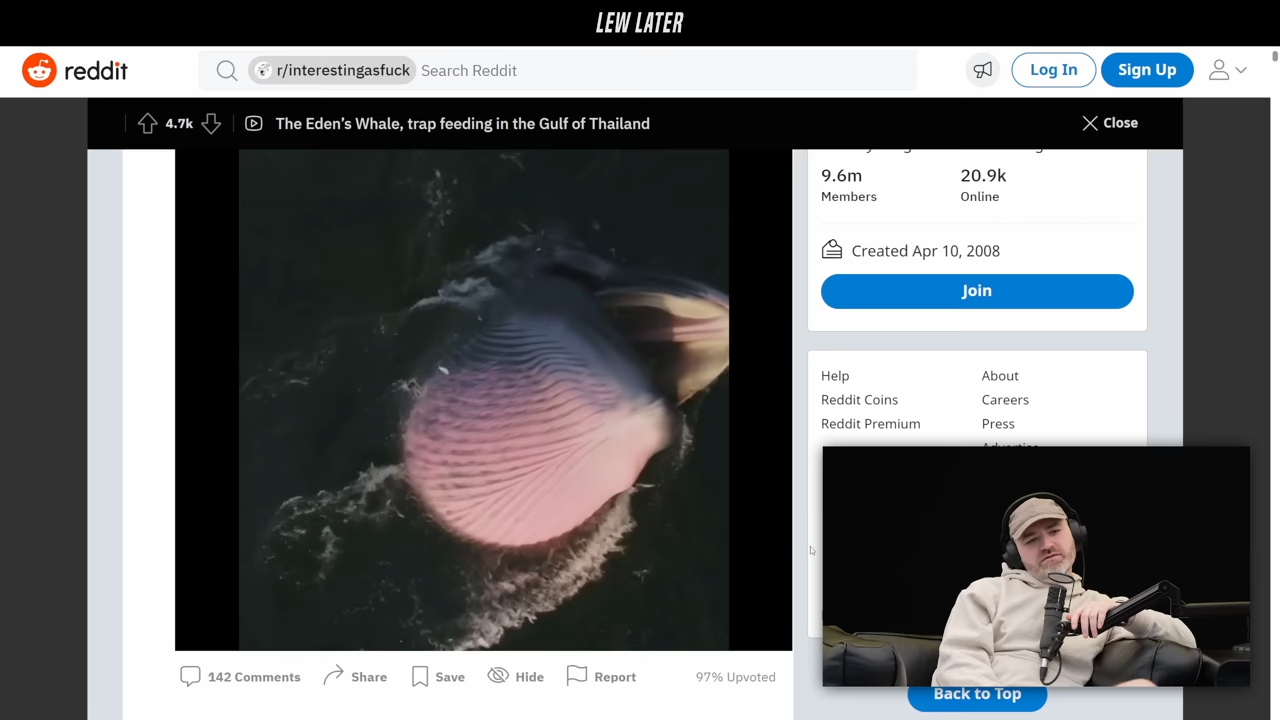 LEW LATER
reddit
r/interestingasfuck Search Reddit
Log In
Sign Up
4.7k
The Eden's Whale, trap feeding in the Gulf of Thailand
Close
9.6m
Members
20.9k
Online
Created Apr 10, 2008
Join
Help
About
Reddit Coins
Careers
Reddit Premium
Press
Advertise
142 Comments
Share
Save
Hide
Report
97% Upvoted
Back to Top